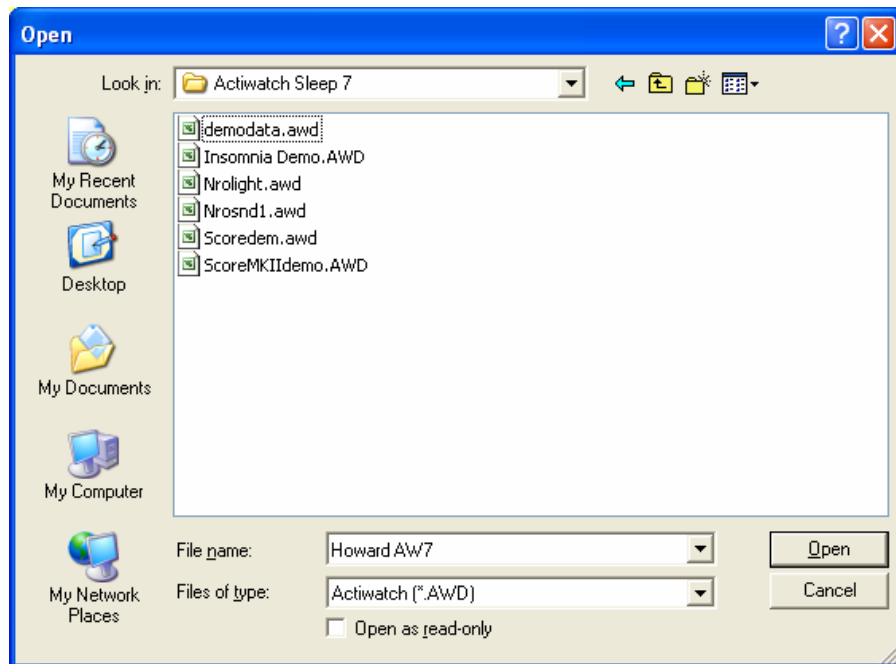 Open
Look in: Actiwatch Sleep 7
demodata.awd
Insomnia Demo.AWD
Nrolight.awd
Nrosnd1.awd
Scoredem.awd
ScoreMKIIdemo.AWD
My Recent
Documents
Desktop
My Documents
My Computer
My Network
Places
File name: Howard AW7 Open
Files of type: Actiwatch (*.AWD) Cancel
Open as read-only